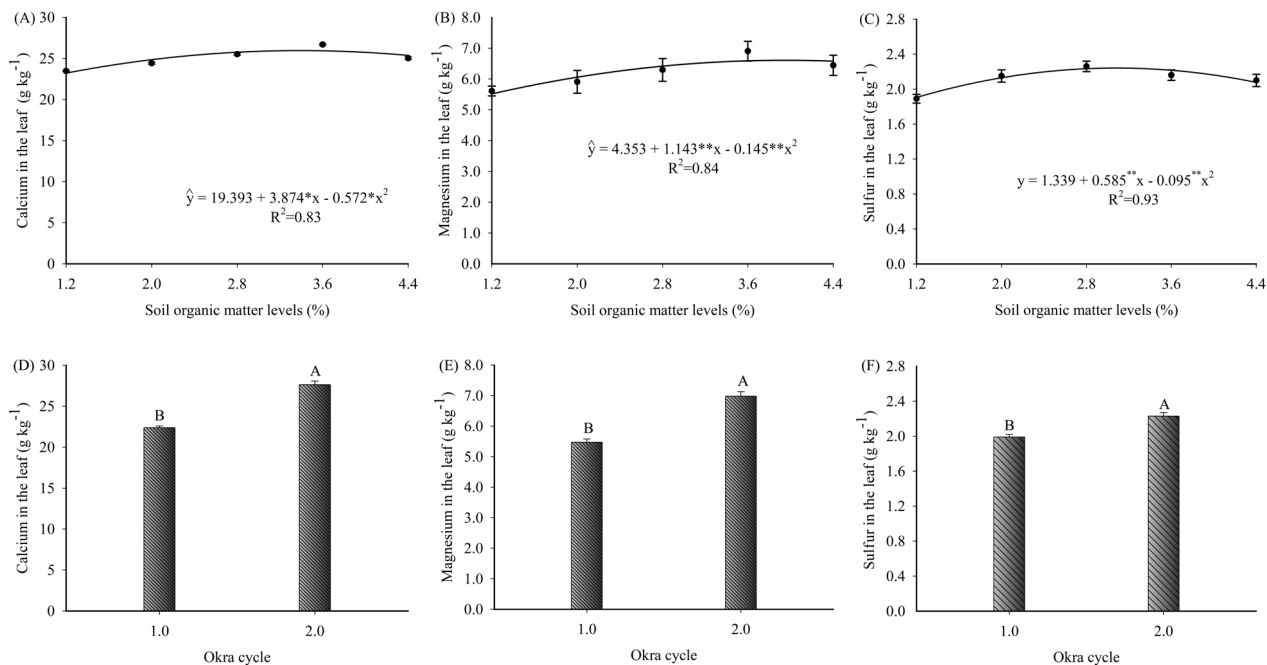 (A)
30
25
20
15
10
5
0
Calcium in the leaf (g kg⁻¹)
ŷ = 19.393 + 3.874*x - 0.572*x²
R²=0.83
1.2 2.0 2.8 3.6 4.4
Soil organic matter levels (%)
(B)
8.0
7.0
6.0
5.0
4.0
3.0
2.0
1.0
0.0
Magnesium in the leaf (g kg⁻¹)
ŷ = 4.353 + 1.143**x - 0.145**x²
R²=0.84
1.2 2.0 2.8 3.6 4.4
Soil organic matter levels (%)
(C)
2.8
2.4
2.0
1.6
1.2
0.8
0.4
0.0
Sulfur in the leaf (g kg⁻¹)
y = 1.339 + 0.585**x - 0.095**x²
R²=0.93
1.2 2.0 2.8 3.6 4.4
Soil organic matter levels (%)
(D)
30
25
20
15
10
5
0
Calcium in the leaf (g kg⁻¹)
B
A
1.0 2.0
Okra cycle
(E)
8.0
7.0
6.0
5.0
4.0
3.0
2.0
1.0
0.0
Magnesium in the leaf (g kg⁻¹)
B
A
1.0 2.0
Okra cycle
(F)
2.8
2.4
2.0
1.6
1.2
0.8
0.4
0.0
Sulfur in the leaf (g kg⁻¹)
B
A
1.0 2.0
Okra cycle